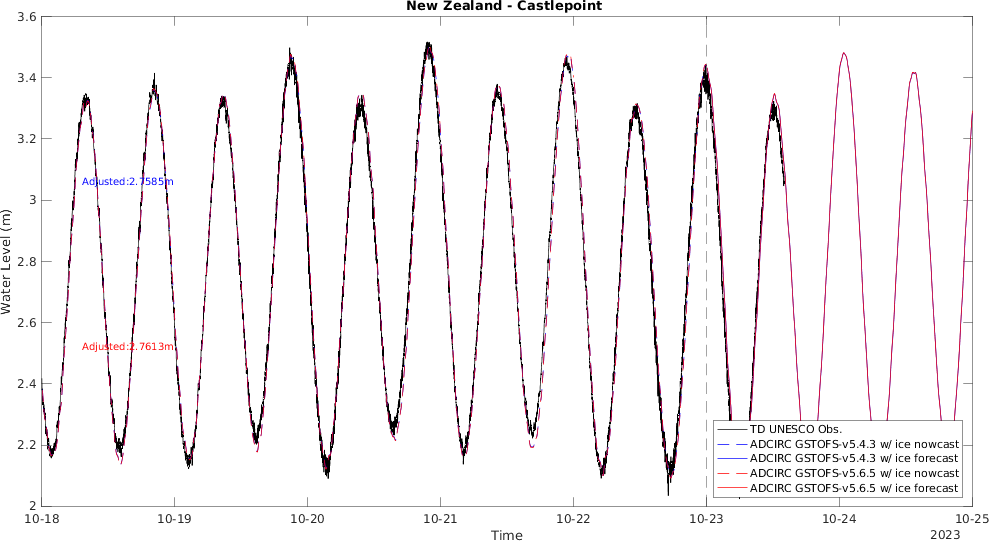 New Zealand - Castlepoint
3.6
3.4
3.2
3
2.8
2.6
2.4
2.2
2
Water Level (m)
Adjusted:2.7585m
Adjusted:2.7613m
TD UNESCO Obs.
ADCIRC GSTOFS-v5.4.3 w/ ice nowcast
ADCIRC GSTOFS-v5.4.3 w/ ice forecast
ADCIRC GSTOFS-v5.6.5 w/ ice nowcast
ADCIRC GSTOFS-v5.6.5 w/ ice forecast
10-18 10-19 10-20 10-21 10-22 10-23 10-24 10-25
Time
2023